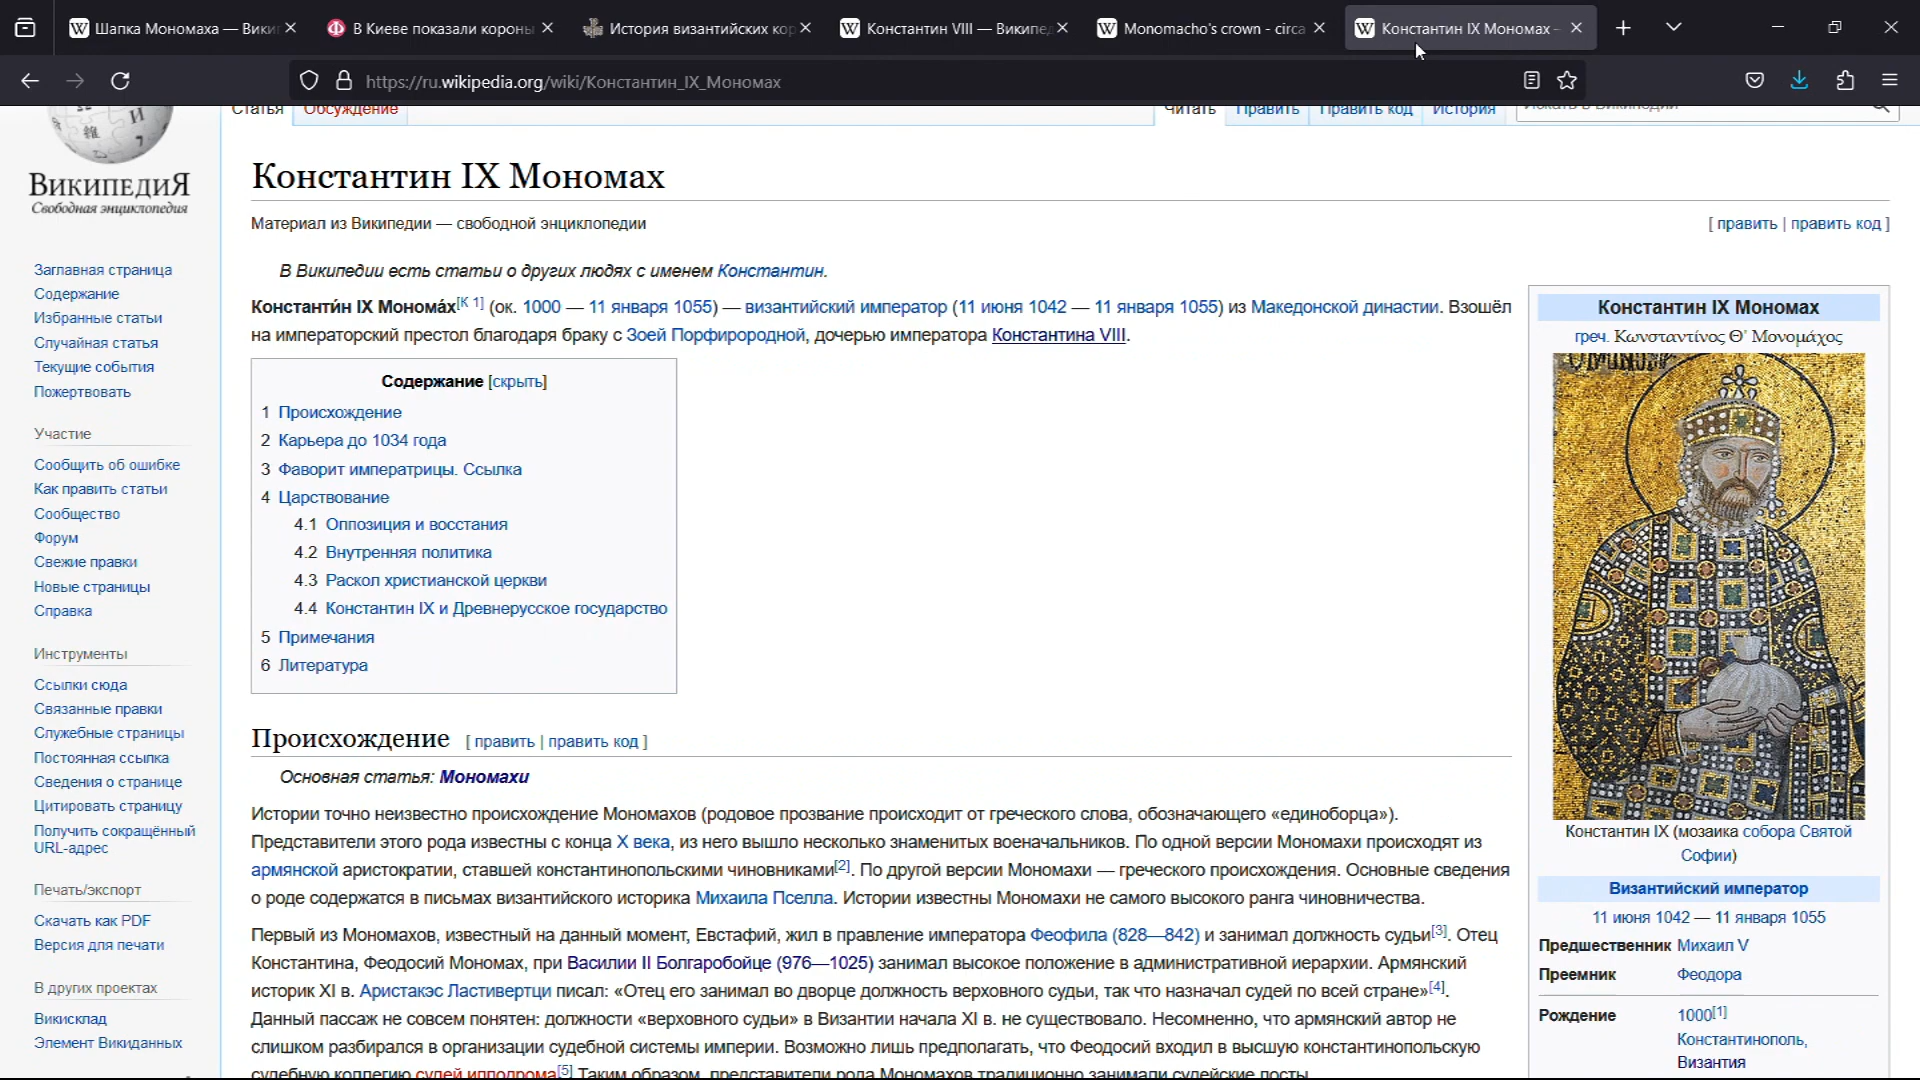 Шапка Мономаха — Вики
В Киеве показали короны
История византийских кор
Константин VIII — Википе
Monomacho's crown - circa
Константин IX Мономах -
https://ru.wikipedia.org/wiki/Константин_IX_Мономах
Статья
Обсуждение
Читать
Править
Править код
История
Искать в Википедии
ВикипедиЯ
Свободная энциклопедия
Заглавная страница
Содержание
Избранные статьи
Случайная статья
Текущие события
Пожертвовать
Участие
Сообщить об ошибке
Как править статьи
Сообщество
Форум
Свежие правки
Новые страницы
Справка
Инструменты
Ссылки сюда
Связанные правки
Служебные страницы
Постоянная ссылка
Сведения о странице
Цитировать страницу
Получить сокращённый
URL-адрес
Печать/экспорт
Скачать как PDF
Версия для печати
В других проектах
Викисклад
Элемент Викиданных
Константин IX Мономах
Материал из Википедии — свободной энциклопедии
[ править | править код ]
В Википедии есть статьи о других людях с именем Константин.
Константи́н IX Монома́х[К 1] (ок. 1000 — 11 января 1055) — византийский император (11 июня 1042 — 11 января 1055) из Македонской династии. Взошёл
на императорский престол благодаря браку с Зоей Порфирородной, дочерью императора Константина VIII.
Содержание [скрыть]
1 Происхождение
2 Карьера до 1034 года
3 Фаворит императрицы. Ссылка
4 Царствование
4.1 Оппозиция и восстания
4.2 Внутренняя политика
4.3 Раскол христианской церкви
4.4 Константин IX и Древнерусское государство
5 Примечания
6 Литература
Происхождение [ править | править код ]
Основная статья: Мономахи
Истории точно неизвестно происхождение Мономахов (родовое прозвание происходит от греческого слова, обозначающего «единоборца»).
Представители этого рода известны с конца X века, из него вышло несколько знаменитых военачальников. По одной версии Мономахи происходят из
армянской аристократии, ставшей константинопольскими чиновниками[2]. По другой версии Мономахи — греческого происхождения. Основные сведения
о роде содержатся в письмах византийского историка Михаила Пселла. Истории известны Мономахи не самого высокого ранга чиновничества.
Первый из Мономахов, известный на данный момент, Евстафий, жил в правление императора Феофила (828—842) и занимал должность судьи[3]. Отец
Константина, Феодосий Мономах, при Василии II Болгаробойце (976—1025) занимал высокое положение в административной иерархии. Армянский
историк XI в. Аристакэс Ластивертци писал: «Отец его занимал во дворце должность верховного судьи, так что назначал судей по всей стране»[4].
Данный пассаж не совсем понятен: должности «верховного судьи» в Византии начала XI в. не существовало. Несомненно, что армянский автор не
слишком разбирался в организации судебной системы империи. Возможно лишь предполагать, что Феодосий входил в высшую константинопольскую
судебную коллегию судей ипподрома[5] Таким образом, представители рода Мономахов традиционно занимали судейские посты.
Константин IX Мономах
греч. Κωνσταντίνος Θ΄ Μονομάχος
Константин IX (мозаика собора Святой
Софии)
Византийский император
11 июня 1042 — 11 января 1055
Предшественник Михаил V
Преемник Феодора
Рождение 1000[1]
Константинополь,
Византия